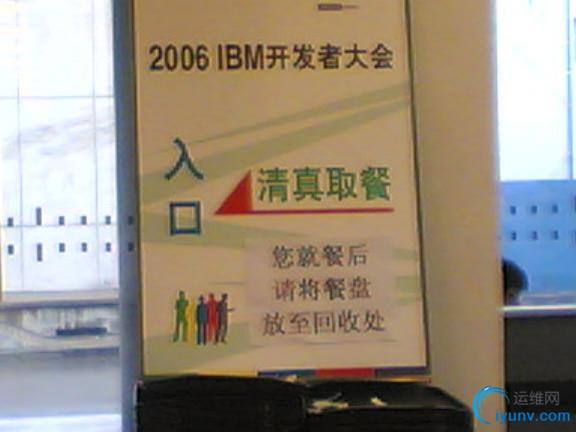 2006 IBM开发者大会
入口
清真取餐
您就餐后
请将餐盘
放至回收处
运维网
iyunv.com